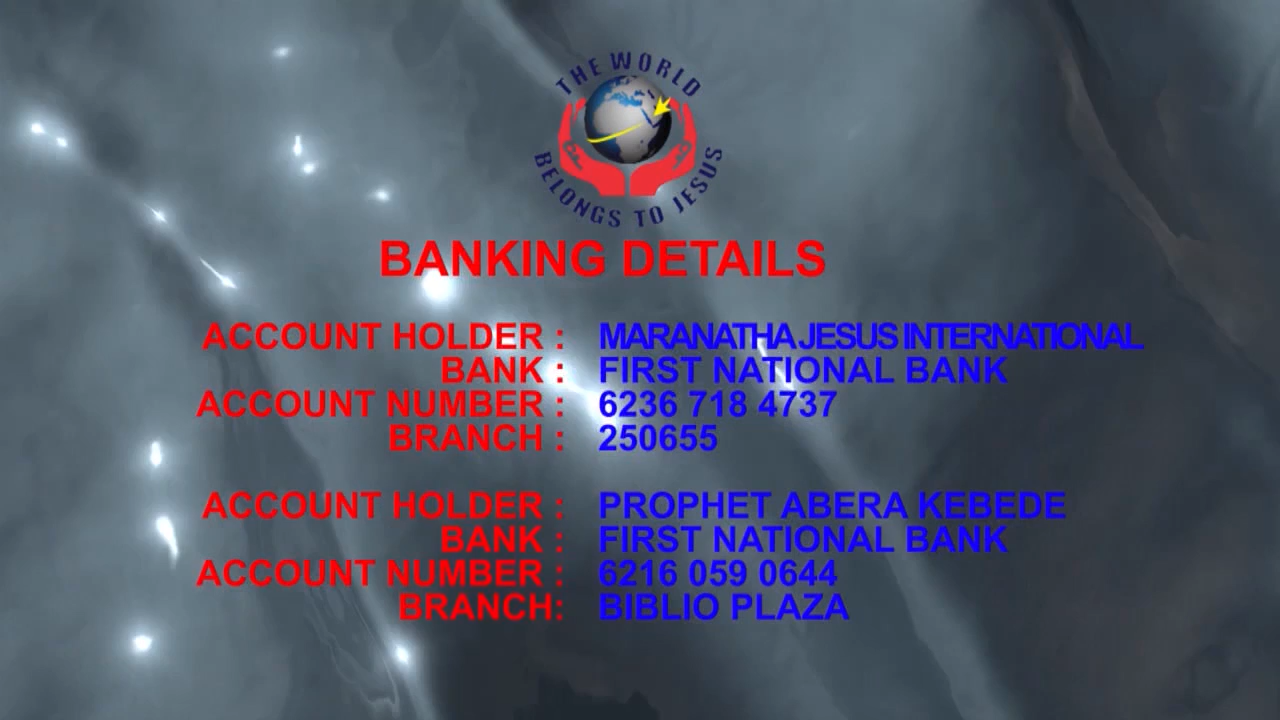 THE WORLD
BELONGS TO JESUS
BANKING DETAILS
ACCOUNT HOLDER : MARANATHA JESUS INTERNATIONAL
BANK : FIRST NATIONAL BANK
ACCOUNT NUMBER : 6236 718 4737
BRANCH : 250655
ACCOUNT HOLDER : PROPHET ABERA KEBEDE
BANK : FIRST NATIONAL BANK
ACCOUNT NUMBER : 6216 059 0644
BRANCH: BIBLIO PLAZA